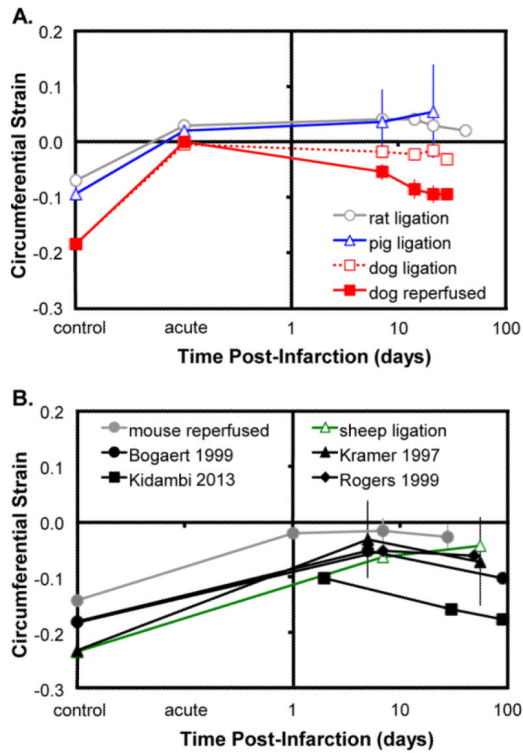 A.
0.2
0.1
0.0
-0.1
-0.2
-0.3
Circumferential Strain
rat ligation
pig ligation
dog ligation
dog reperfused
control acute 1 10 100
Time Post-Infarction (days)
B.
0.2
0.1
0.0
-0.1
-0.2
-0.3
Circumferential Strain
mouse reperfused sheep ligation
Bogaert 1999 Kramer 1997
Kidambi 2013 Rogers 1999
control acute 1 10 100
Time Post-Infarction (days)